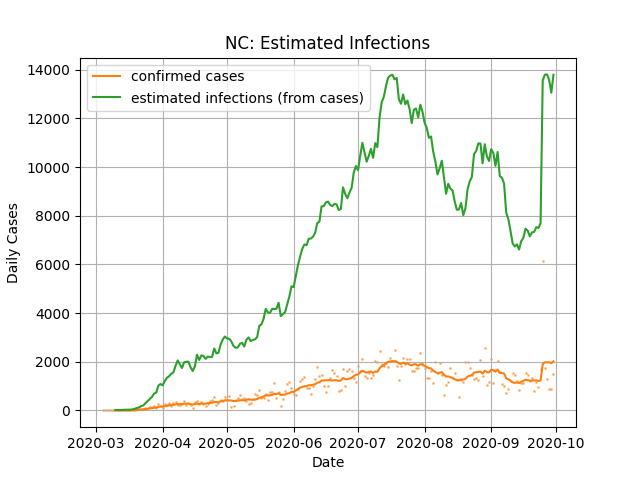 NC: Estimated Infections
confirmed cases
estimated infections (from cases)
14000
12000
10000
8000
6000
4000
2000
0
Daily Cases
2020-03 2020-04 2020-05 2020-06 2020-07 2020-08 2020-09 2020-10
Date